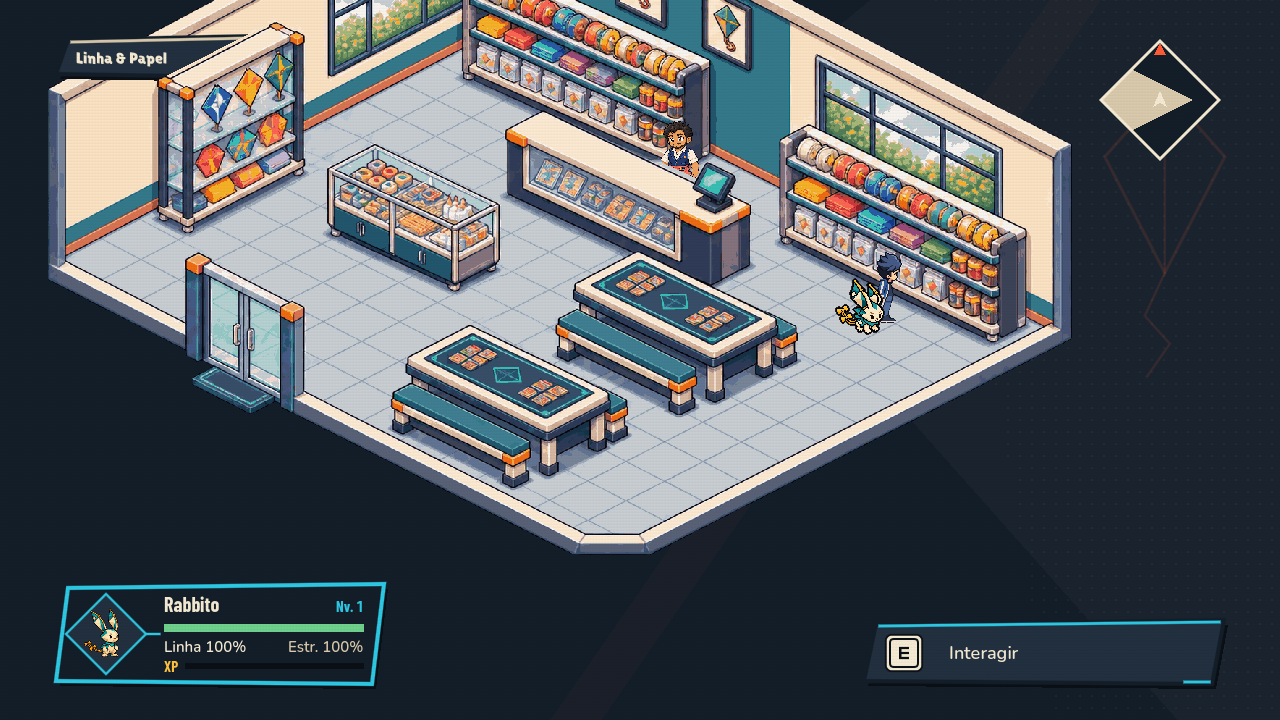 Linha & Papel
Rabbito
Nv. 1
Linha 100%
Estr. 100%
XP
E
Interagir